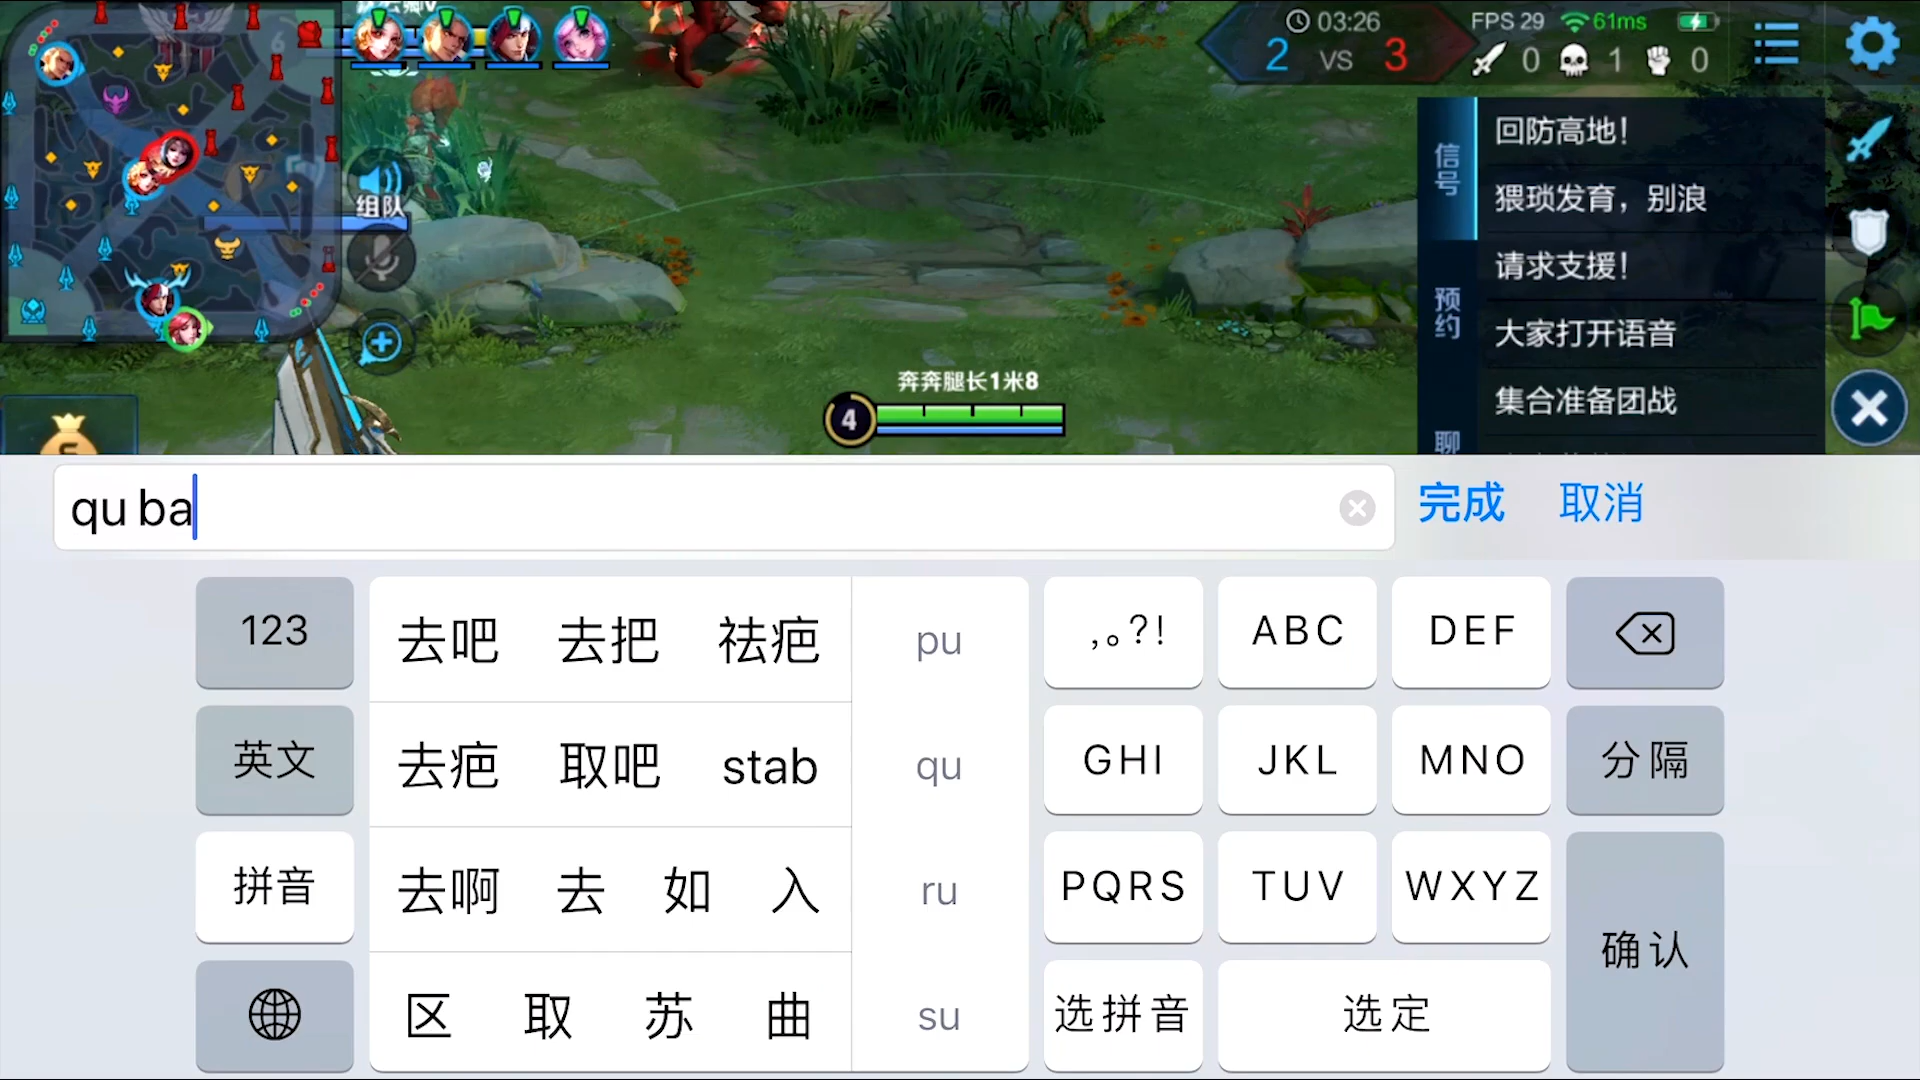 03:26
2 VS 3
FPS 29 61ms
0 1 0
组队
信号
预约
聊
回防高地！
猥琐发育，别浪
请求支援！
大家打开语音
集合准备团战
奔奔腿长1米8
4
qu ba
完成 取消
123 去吧 去把 祛疤 pu ,。?! ABC DEF
英文 去疤 取吧 stab qu GHI JKL MNO 分隔
拼音 去啊 去 如 入 ru PQRS TUV WXYZ
确认
区 取 苏 曲 su 选拼音 选定